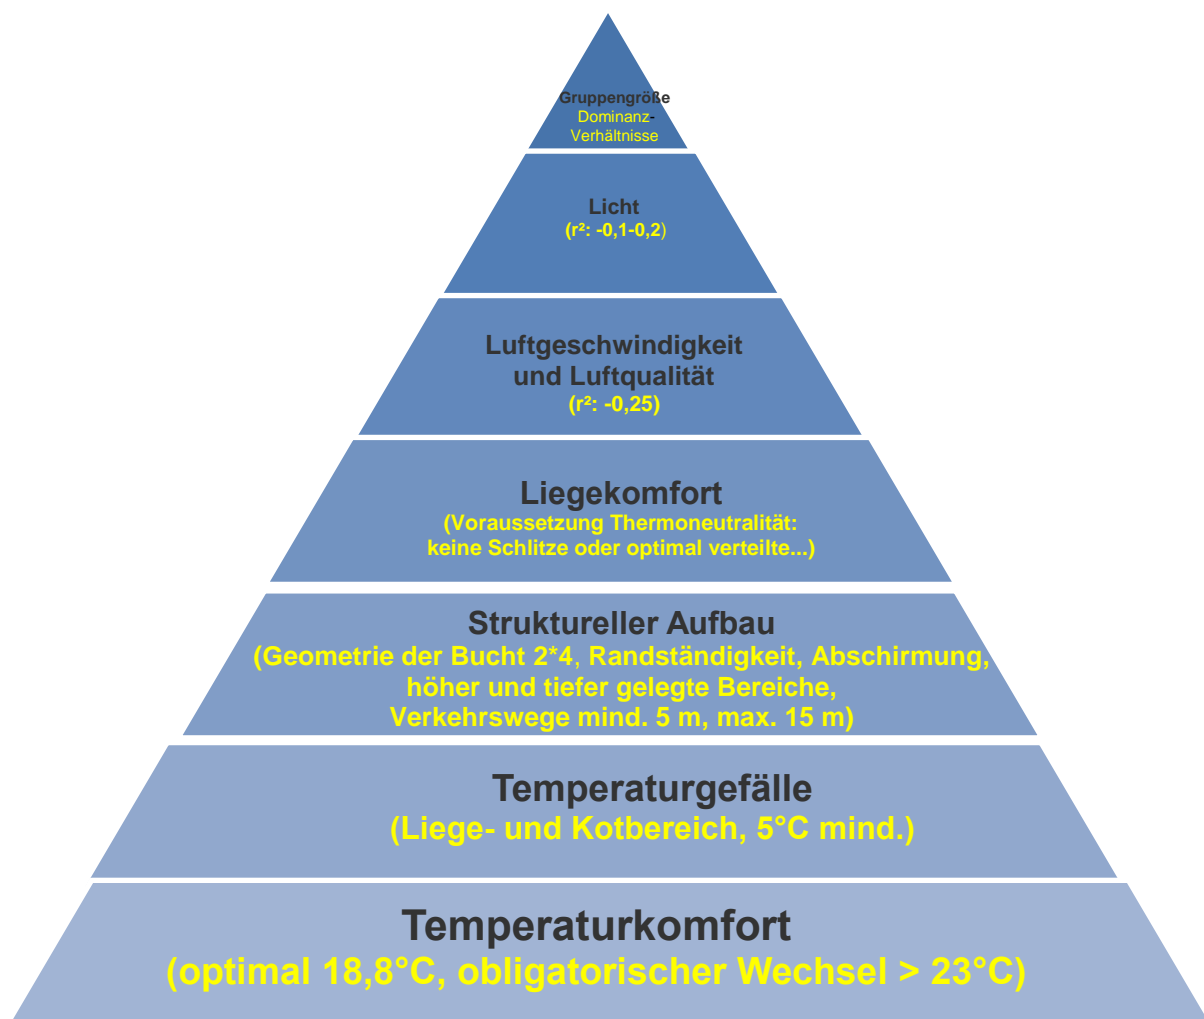 Gruppengröße
Dominanz-
Verhältnisse
Licht
(r²: -0,1-0,2)
Luftgeschwindigkeit
und Luftqualität
(r²: -0,25)
Liegekomfort
(Voraussetzung Thermoneutralität:
keine Schlitze oder optimal verteilte...)
Struktureller Aufbau
(Geometrie der Bucht 2*4, Randständigkeit, Abschirmung,
höher und tiefer gelegte Bereiche,
Verkehrswege mind. 5 m, max. 15 m)
Temperaturgefälle
(Liege- und Kotbereich, 5°C mind.)
Temperaturkomfort
(optimal 18,8°C, obligatorischer Wechsel > 23°C)